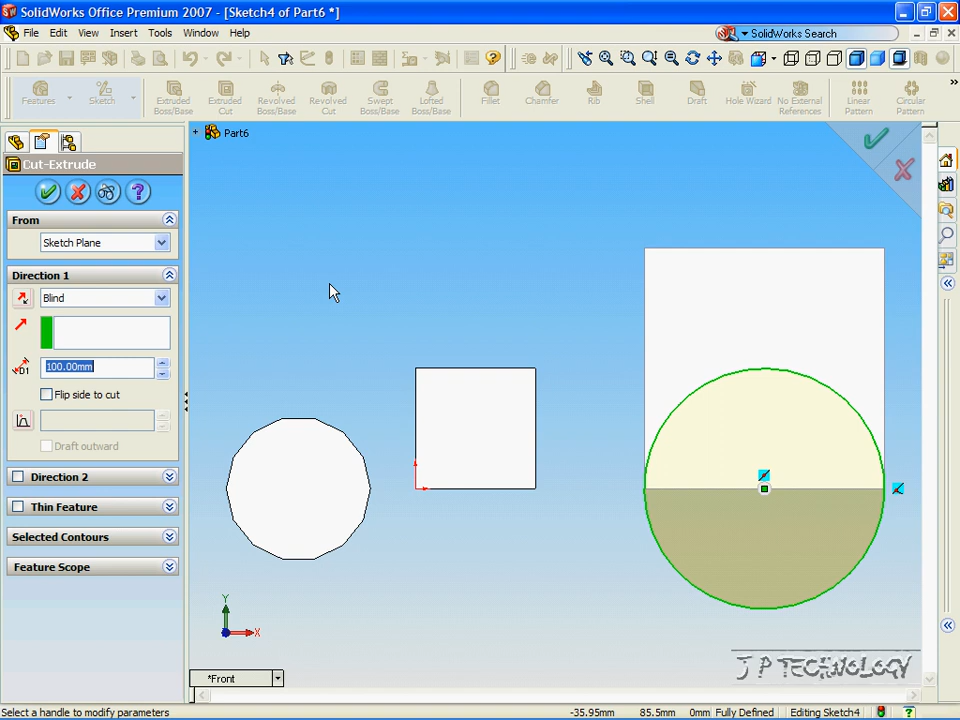 SolidWorks Office Premium 2007 - [Sketch4 of Part6 *]
File Edit View Insert Tools Window Help
SolidWorks Search
Features
Sketch
Extruded Boss/Base
Extruded Cut
Revolved Boss/Base
Revolved Cut
Swept Boss/Base
Lofted Boss/Base
Fillet
Chamfer
Rib
Shell
Draft
Hole Wizard
No External References
Linear Pattern
Circular Pattern
Part6
Cut-Extrude
From
Sketch Plane
Direction 1
Blind
D1
100.00mm
Flip side to cut
Draft outward
Direction 2
Thin Feature
Selected Contours
Feature Scope
Y
X
*Front
J P TECHNOLOGY
Select a handle to modify parameters
-35.95mm 85.5mm 0mm Fully Defined Editing Sketch4